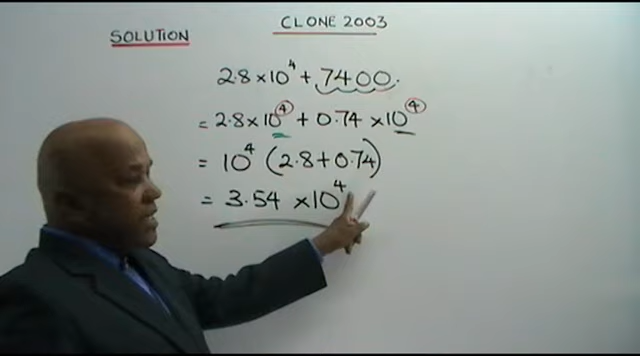 CLONE 2003
SOLUTION
2.8 × 10⁴ + 7400.
= 2.8 × 10⁴ + 0.74 × 10⁴
= 10⁴ (2.8 + 0.74)
= 3.54 × 10⁴